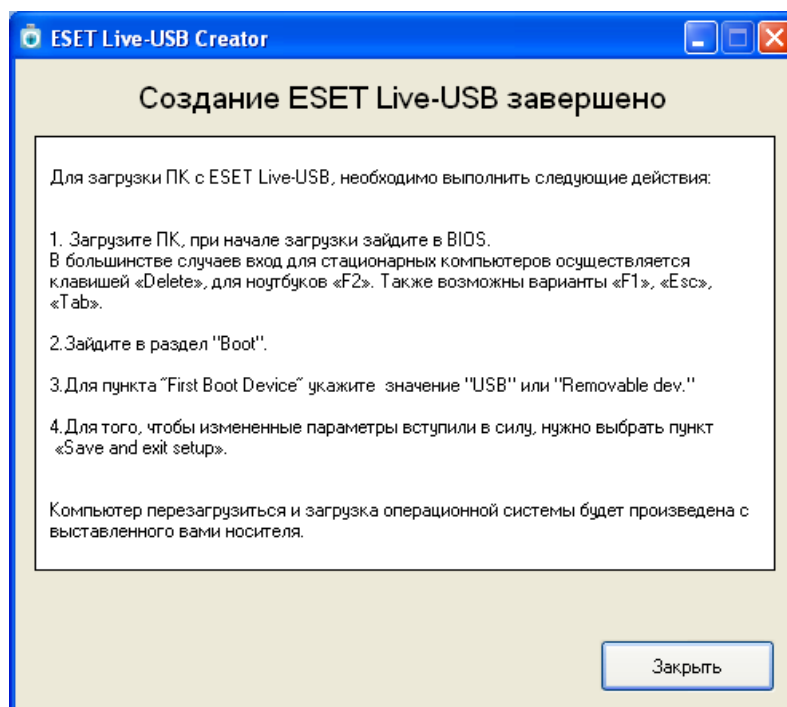 ESET Live-USB Creator
Создание ESET Live-USB завершено
Для загрузки ПК с ESET Live-USB, необходимо выполнить следующие действия:
1. Загрузите ПК, при начале загрузки зайдите в BIOS.
В большинстве случаев вход для стационарных компьютеров осуществляется
клавишей «Delete», для ноутбуков «F2». Также возможны варианты «F1», «Esc»,
«Tab».
2.Зайдите в раздел "Boot".
3.Для пункта "First Boot Device" укажите значение "USB" или "Removable dev."
4.Для того, чтобы измененные параметры вступили в силу, нужно выбрать пункт
«Save and exit setup».
Компьютер перезагрузиться и загрузка операционной системы будет произведена с
выставленного вами носителя.
Закрыть